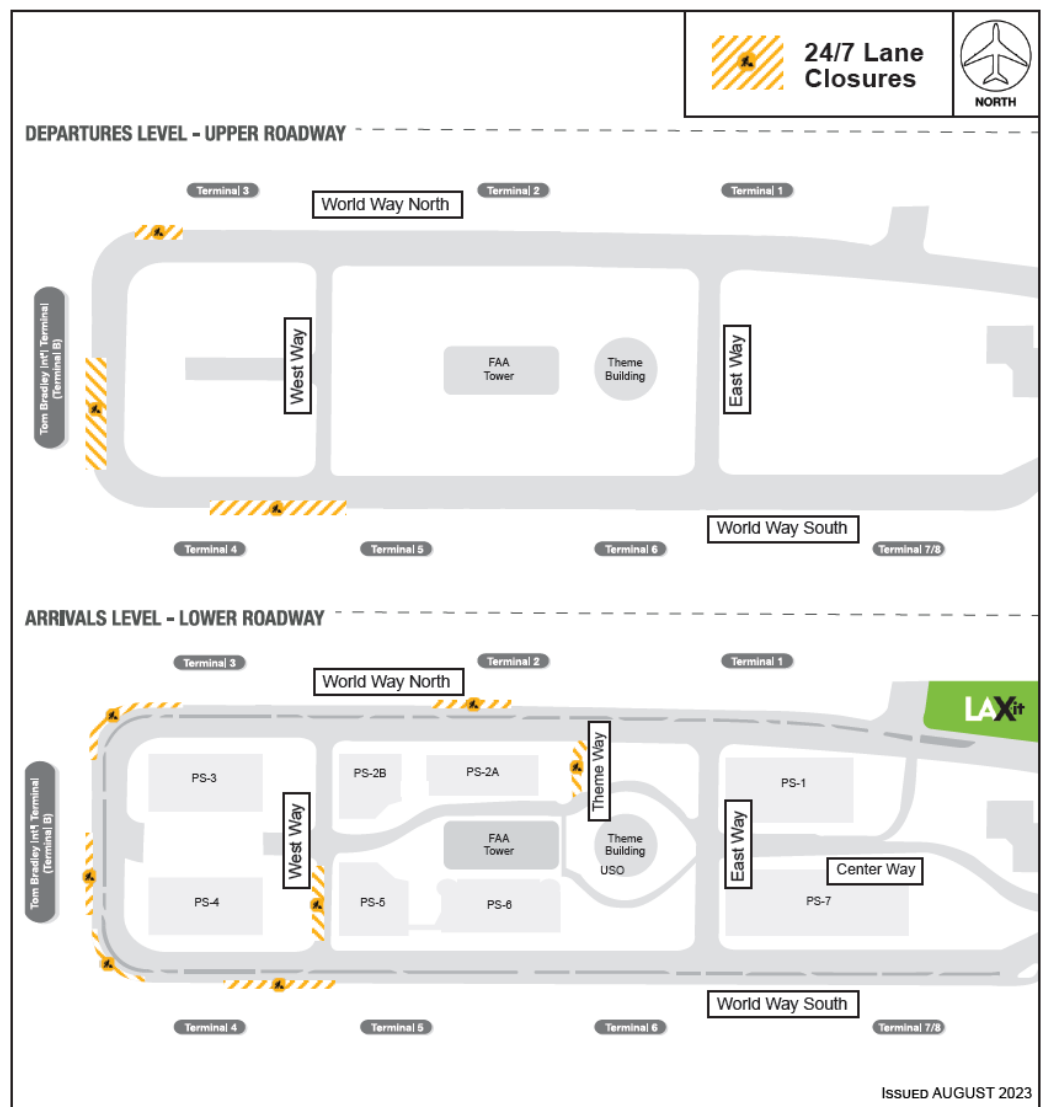 24/7 Lane
Closures
NORTH
DEPARTURES LEVEL - UPPER ROADWAY
Terminal 3
Terminal 2
Terminal 1
World Way North
Tom Bradley Int'l Terminal
(Terminal B)
West Way
FAA
Tower
Theme
Building
East Way
World Way South
Terminal 4
Terminal 5
Terminal 6
Terminal 7/8
ARRIVALS LEVEL - LOWER ROADWAY
Terminal 3
Terminal 2
Terminal 1
World Way North
LAXit
Theme Way
PS-3
PS-2B
PS-2A
PS-1
Tom Bradley Int'l Terminal
(Terminal B)
West Way
FAA
Tower
Theme
Building
USO
East Way
Center Way
PS-4
PS-5
PS-6
PS-7
World Way South
Terminal 4
Terminal 5
Terminal 6
Terminal 7/8
ISSUED AUGUST 2023